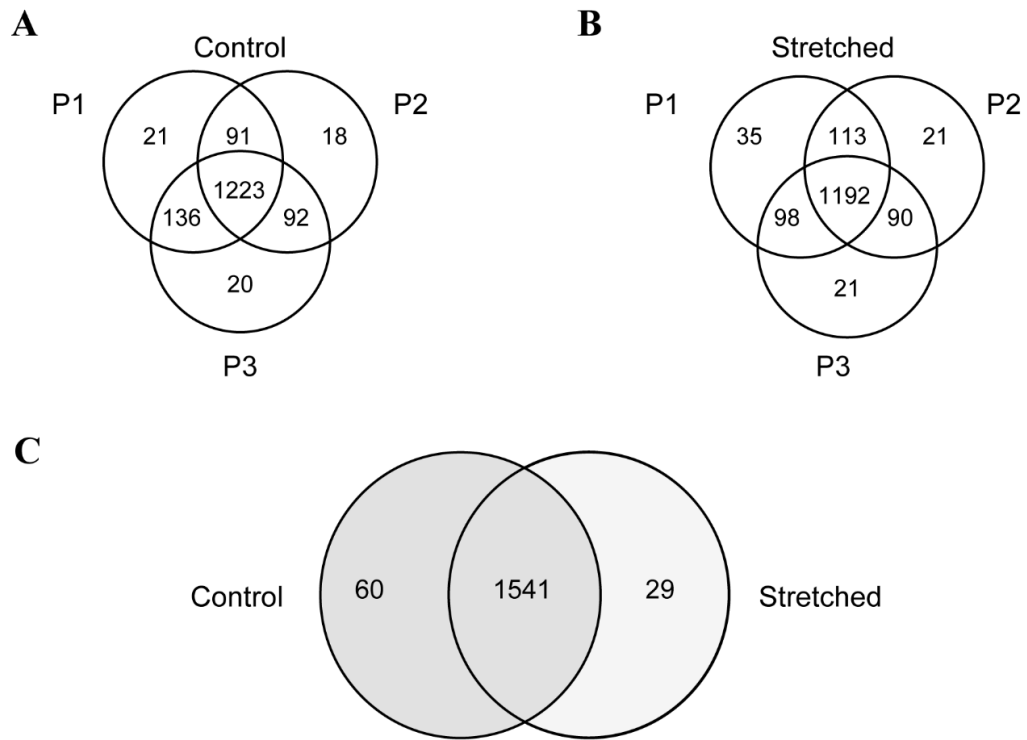 A
Control
P1
P2
21
91
18
1223
136
92
20
P3
B
Stretched
P1
P2
35
113
21
1192
98
90
21
P3
C
Control
60
1541
29
Stretched